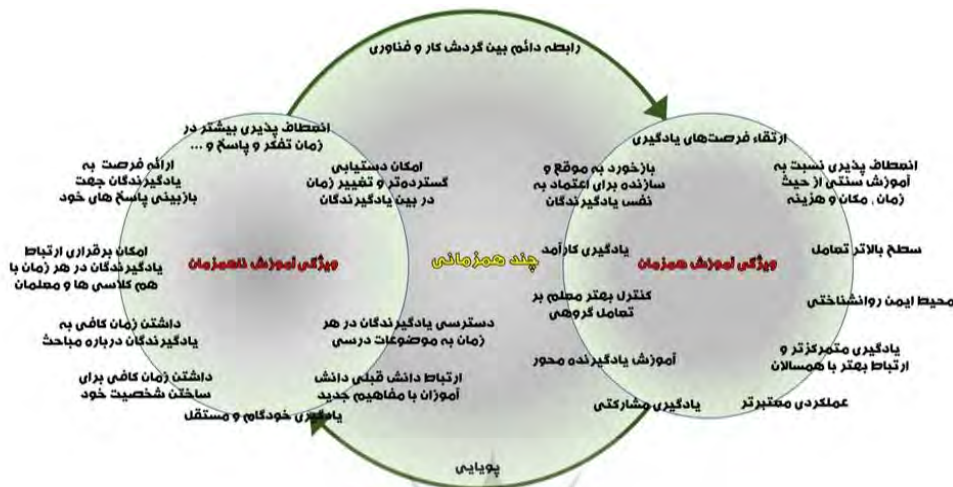 رابطه دائم بین گردش کار و فناوری
ارتقاء فرصت‌های یادگیری
انعطاف پذیری نسبت به
آموزش سنتی از حیث
زمان، مکان و هزینه
بازخورد به موقع و
سازنده برای اعتماد به
نفس یادگیرندگان
سطح بالاتر تعامل
یادگیری کارآمد
ویژگی آموزش همزمان
محیط ایمن روانشناختی
کنترل بهتر معلم بر
تعامل گروهی
یادگیری متمرکزتر و
ارتباط بهتر با همسالان
آموزش یادگیرنده محور
عملکردی معتبرتر
یادگیری مشارکتی
چند همزمانی
انعطاف پذیری بیشتر در
زمان تفکر و پاسخ و ...
امکان دستیابی
گسترده‌تر و تغییر زمان
در بین یادگیرندگان
ارائه فرصت به
یادگیرندگان جهت
بازبینی پاسخ های خود
ویژگی آموزش ناهمزمان
امکان برقراری ارتباط
یادگیرندگان در هر زمان با
هم کلاسی ها و معلمان
دسترسی یادگیرندگان در هر
زمان به موضوعات درسی
داشتن زمان کافی به
یادگیرندگان درباره مباحث
ارتباط دانش قبلی دانش
آموزان با مفاهیم جدید
داشتن زمان کافی برای
ساختن شخصیت خود
یادگیری خودگام و مستقل
پویایی